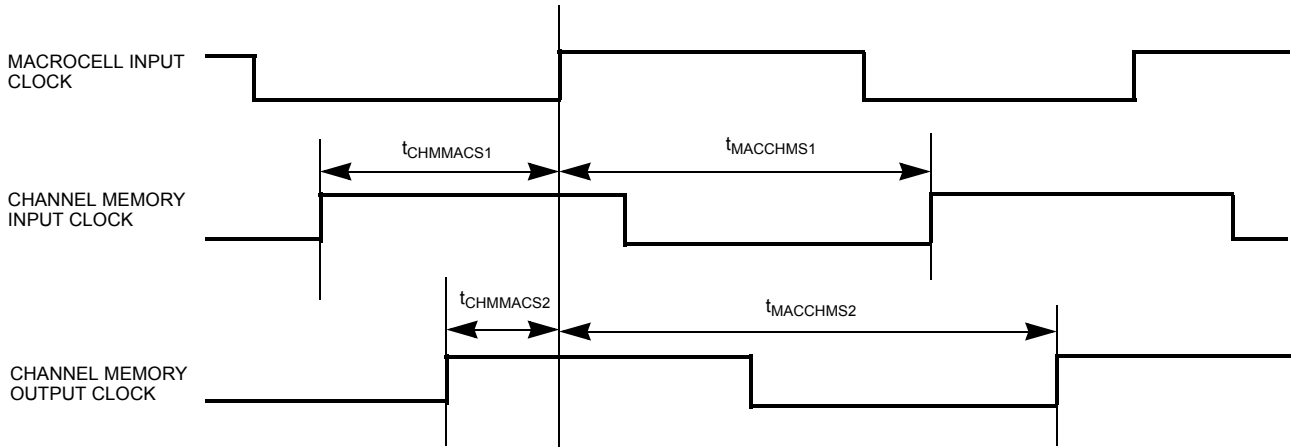 MACROCELL INPUT
CLOCK
tCHMMACS1
tMACCHMS1
CHANNEL MEMORY
INPUT CLOCK
tCHMMACS2
tMACCHMS2
CHANNEL MEMORY
OUTPUT CLOCK